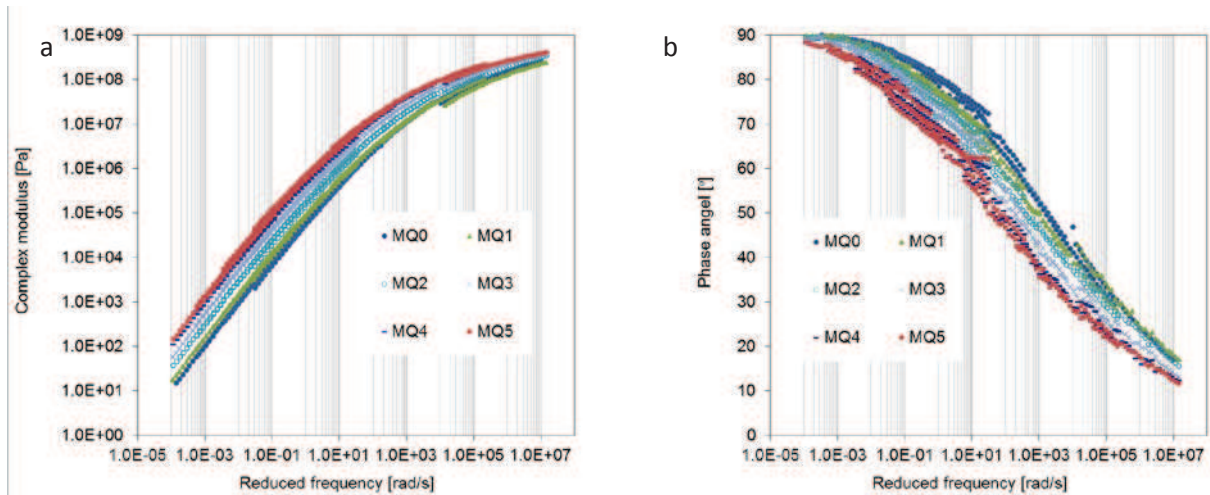 a
1.0E+09
1.0E+08
1.0E+07
1.0E+06
1.0E+05
1.0E+04
1.0E+03
1.0E+02
1.0E+01
1.0E+00
Complex modulus [Pa]
MQ0 MQ1
MQ2 MQ3
MQ4 MQ5
1.0E-05 1.0E-03 1.0E-01 1.0E+01 1.0E+03 1.0E+05 1.0E+07
Reduced frequency [rad/s]
b
90
80
70
60
50
40
30
20
10
0
Phase angel [°]
MQ0 MQ1
MQ2 MQ3
MQ4 MQ5
1.0E-05 1.0E-03 1.0E-01 1.0E+01 1.0E+03 1.0E+05 1.0E+07
Reduced frequency [rad/s]